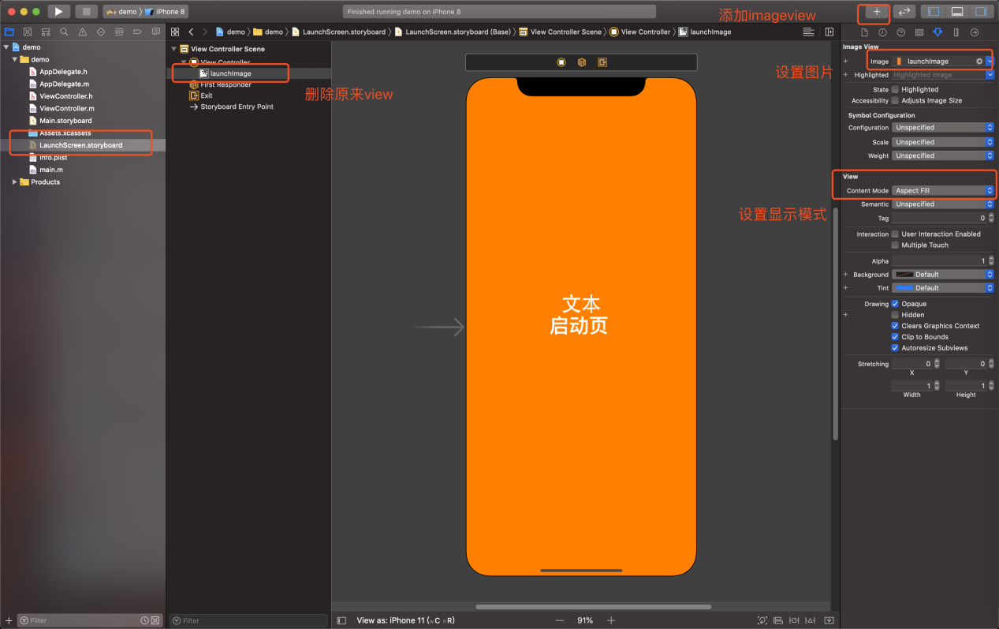 demo
iPhone 8
Finished running demo on iPhone 8
添加imageview
demo
demo
LaunchScreen.storyboard
LaunchScreen.storyboard (Base)
View Controller Scene
View Controller
launchImage
demo
demo
AppDelegate.h
AppDelegate.m
ViewController.h
ViewController.m
Main.storyboard
Assets.xcassets
LaunchScreen.storyboard
Info.plist
main.m
Products
Filter
View Controller Scene
View Controller
launchImage
First Responder
Exit
Storyboard Entry Point
删除原来view
Filter
文本
启动页
View as: iPhone 11 (wC hR)
91%
设置图片
设置显示模式
Image View
Image launchImage
Highlighted Highlighted Image
State Highlighted
Accessibility Adjusts Image Size
Symbol Configuration
Configuration Unspecified
Scale Unspecified
Weight Unspecified
View
Content Mode Aspect Fill
Semantic Unspecified
Tag 0
Interaction User Interaction Enabled
Multiple Touch
Alpha 1
Background Default
Tint Default
Drawing Opaque
Hidden
Clears Graphics Context
Clip to Bounds
Autoresize Subviews
Stretching 0 0
X Y
1 1
Width Height